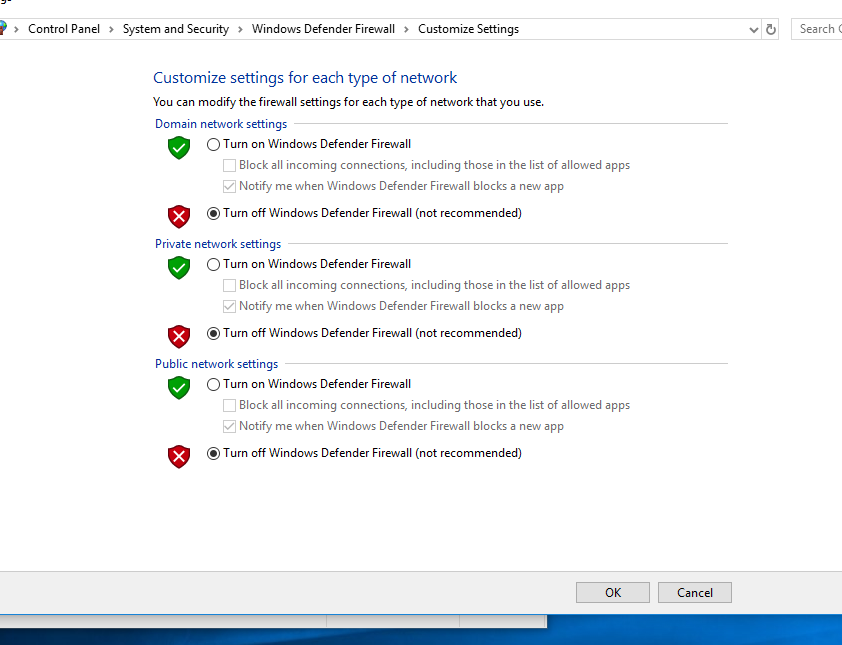 Control Panel > System and Security > Windows Defender Firewall > Customize Settings
Search
Customize settings for each type of network
You can modify the firewall settings for each type of network that you use.
Domain network settings
Turn on Windows Defender Firewall
Block all incoming connections, including those in the list of allowed apps
Notify me when Windows Defender Firewall blocks a new app
Turn off Windows Defender Firewall (not recommended)
Private network settings
Turn on Windows Defender Firewall
Block all incoming connections, including those in the list of allowed apps
Notify me when Windows Defender Firewall blocks a new app
Turn off Windows Defender Firewall (not recommended)
Public network settings
Turn on Windows Defender Firewall
Block all incoming connections, including those in the list of allowed apps
Notify me when Windows Defender Firewall blocks a new app
Turn off Windows Defender Firewall (not recommended)
OK
Cancel